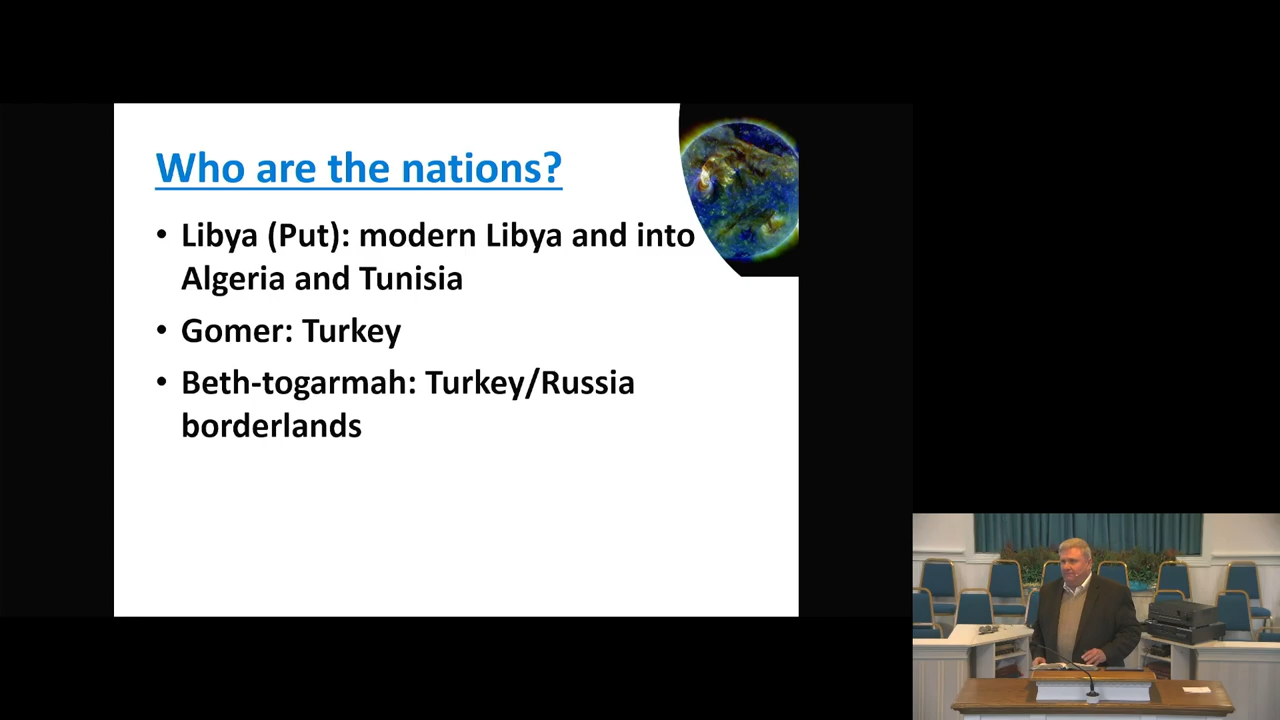 Who are the nations?
• Libya (Put): modern Libya and into
Algeria and Tunisia
• Gomer: Turkey
• Beth-togarmah: Turkey/Russia
borderlands